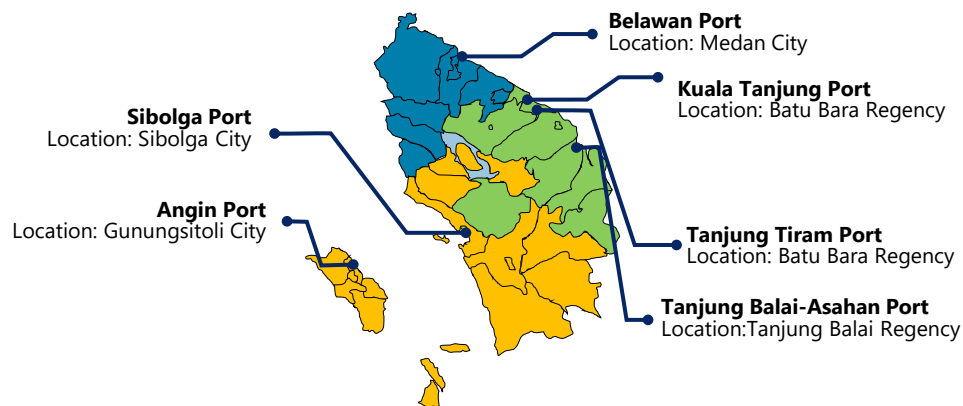 Belawan Port
Location: Medan City
Kuala Tanjung Port
Location: Batu Bara Regency
Sibolga Port
Location: Sibolga City
Angin Port
Location: Gunungsitoli City
Tanjung Tiram Port
Location: Batu Bara Regency
Tanjung Balai-Asahan Port
Location:Tanjung Balai Regency